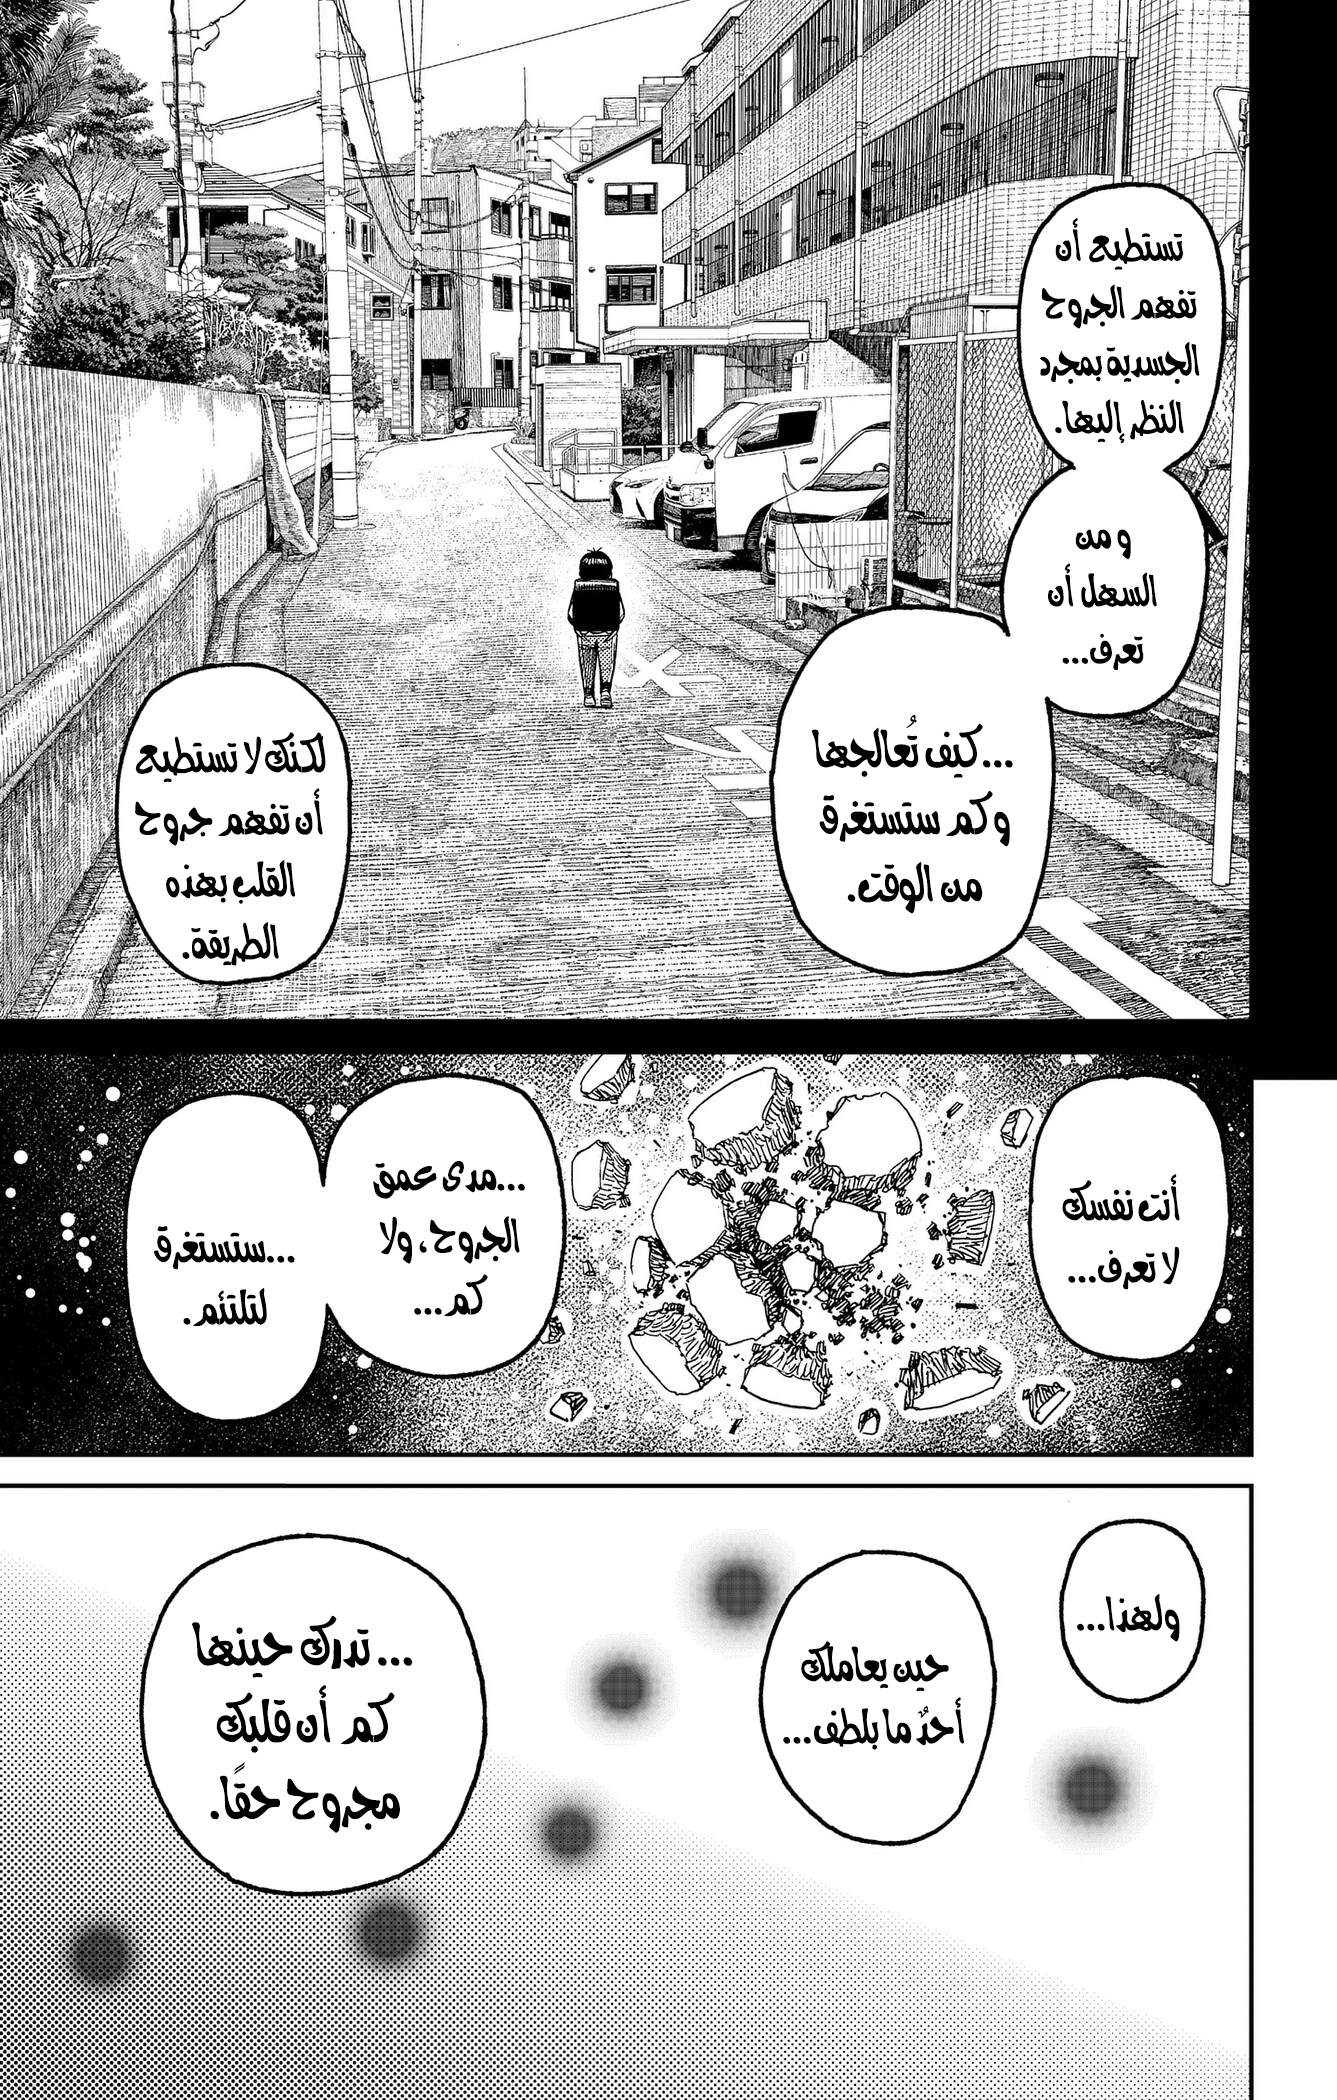 تستطيع أن
تفهم الجروح
الجسدية بمجرد
النظر إليها.
و من
السهل أن
تعرف...
...كيف تُعالجها
وكم ستستغرق
من الوقت.
لكنك لا تستطيع
أن تفهم جروح
القلب بهذه
الطريقة.
أنت نفسك
لا تعرف...
...مدى عمق
الجروح، ولا
كم...
...ستستغرق
لتلتئم.
ولهذا...
حين يعاملك
أحدٌ ما بلطف...
... تدرك حينها
كم أن قلبك
مجروح حقًا.